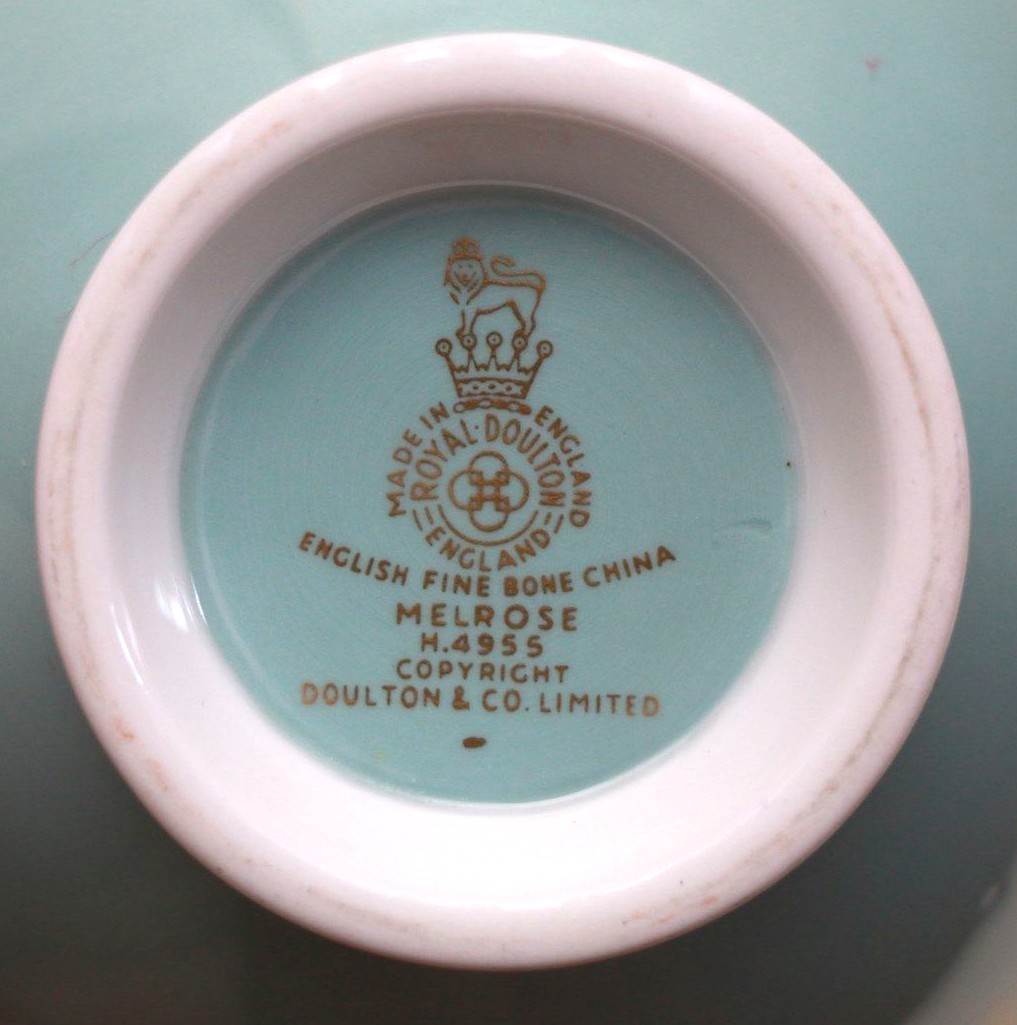 MADE IN ENGLAND
ROYAL·DOULTON
ENGLAND
ENGLISH FINE BONE CHINA
MELROSE
H.4955
COPYRIGHT
DOULTON & CO. LIMITED